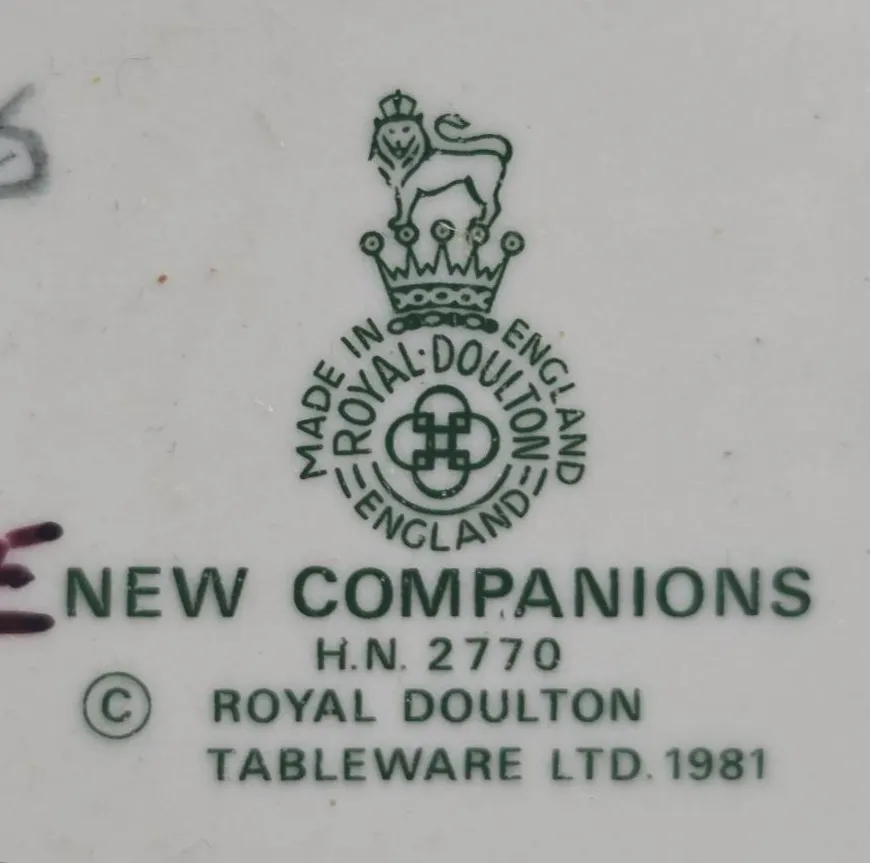 MADE IN ENGLAND
ROYAL·DOULTON
ENGLAND
NEW COMPANIONS
H.N. 2770
© ROYAL DOULTON
TABLEWARE LTD. 1981